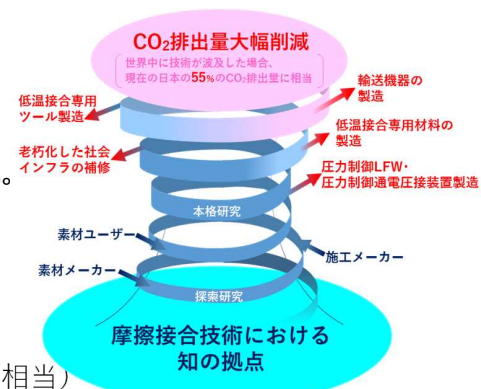 CO₂排出量大幅削減
世界中に技術が波及した場合、
現在の日本の55%のCO₂排出量に相当
輸送機器の
製造
低温接合専用
ツール製造
低温接合専用材料の
製造
老朽化した社会
インフラの補修
。
圧力制御LFW・
圧力制御通電圧接装置製造
本格研究
素材ユーザー
施工メーカー
素材メーカー
探索研究
摩擦接合技術における
知の拠点
相当）